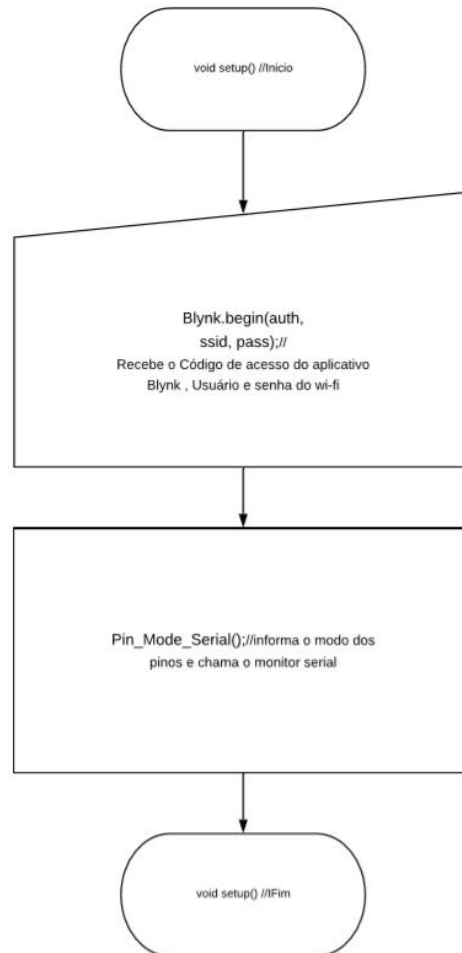 void setup() //Inicio
Blynk.begin(auth,
ssid, pass);//
Recebe o Código de acesso do aplicativo
Blynk , Usuário e senha do wi-fi
Pin_Mode_Serial();//informa o modo dos
pinos e chama o monitor serial
void setup() //IFim